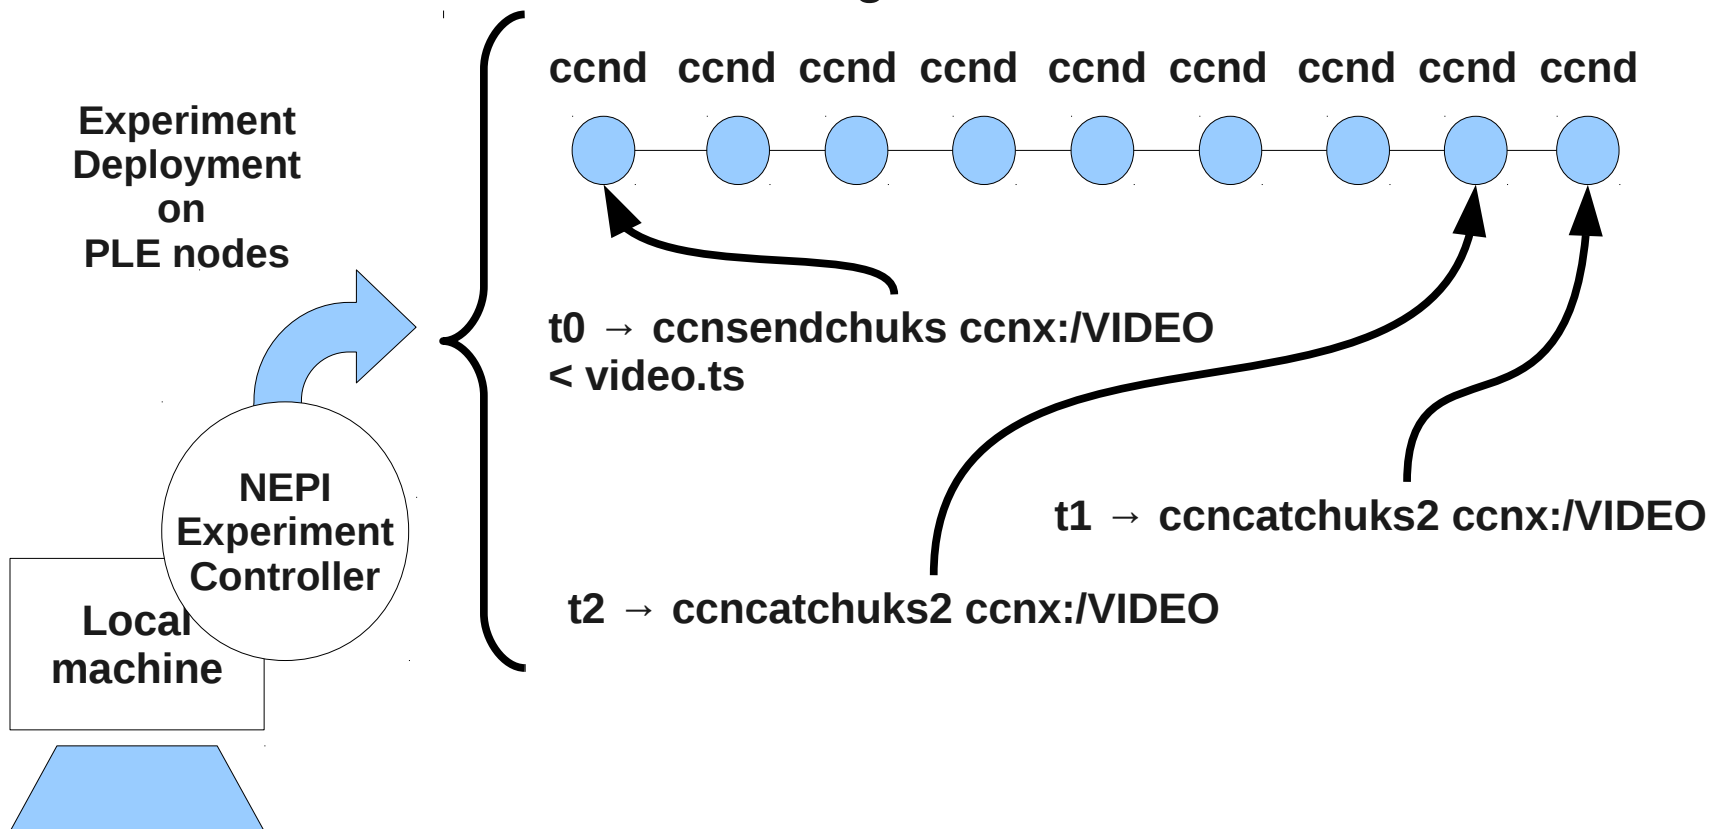 ccnd ccnd ccnd ccnd ccnd ccnd ccnd ccnd ccnd
Experiment
Deployment
on
PLE nodes
t0 → ccnsendchuks ccnx:/VIDEO
< video.ts
t1 → ccncatchuks2 ccnx:/VIDEO
t2 → ccncatchuks2 ccnx:/VIDEO
NEPI
Experiment
Controller
Local
machine